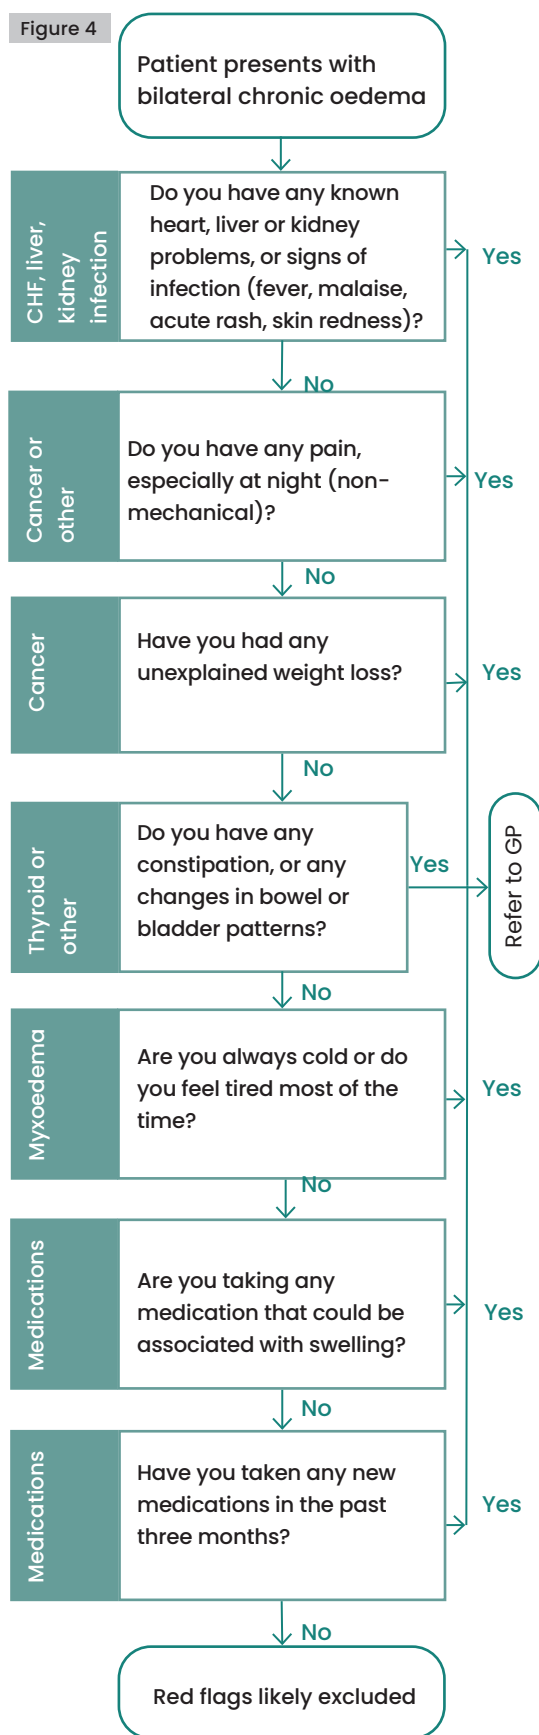 Figure 4
Patient presents with
bilateral chronic oedema
CHF, liver,
kidney
infection
Do you have any known
heart, liver or kidney
problems, or signs of
infection (fever, malaise,
acute rash, skin redness)?
Yes
No
Cancer or
other
Do you have any pain,
especially at night (non-
mechanical)?
Yes
No
Cancer
Have you had any
unexplained weight loss?
Yes
No
Thyroid or
other
Do you have any
constipation, or any
changes in bowel or
bladder patterns?
Yes
Refer to GP
No
Myxoedema
Are you always cold or do
you feel tired most of the
time?
Yes
No
Medications
Are you taking any
medication that could be
associated with swelling?
Yes
No
Medications
Have you taken any new
medications in the past
three months?
Yes
No
Red flags likely excluded